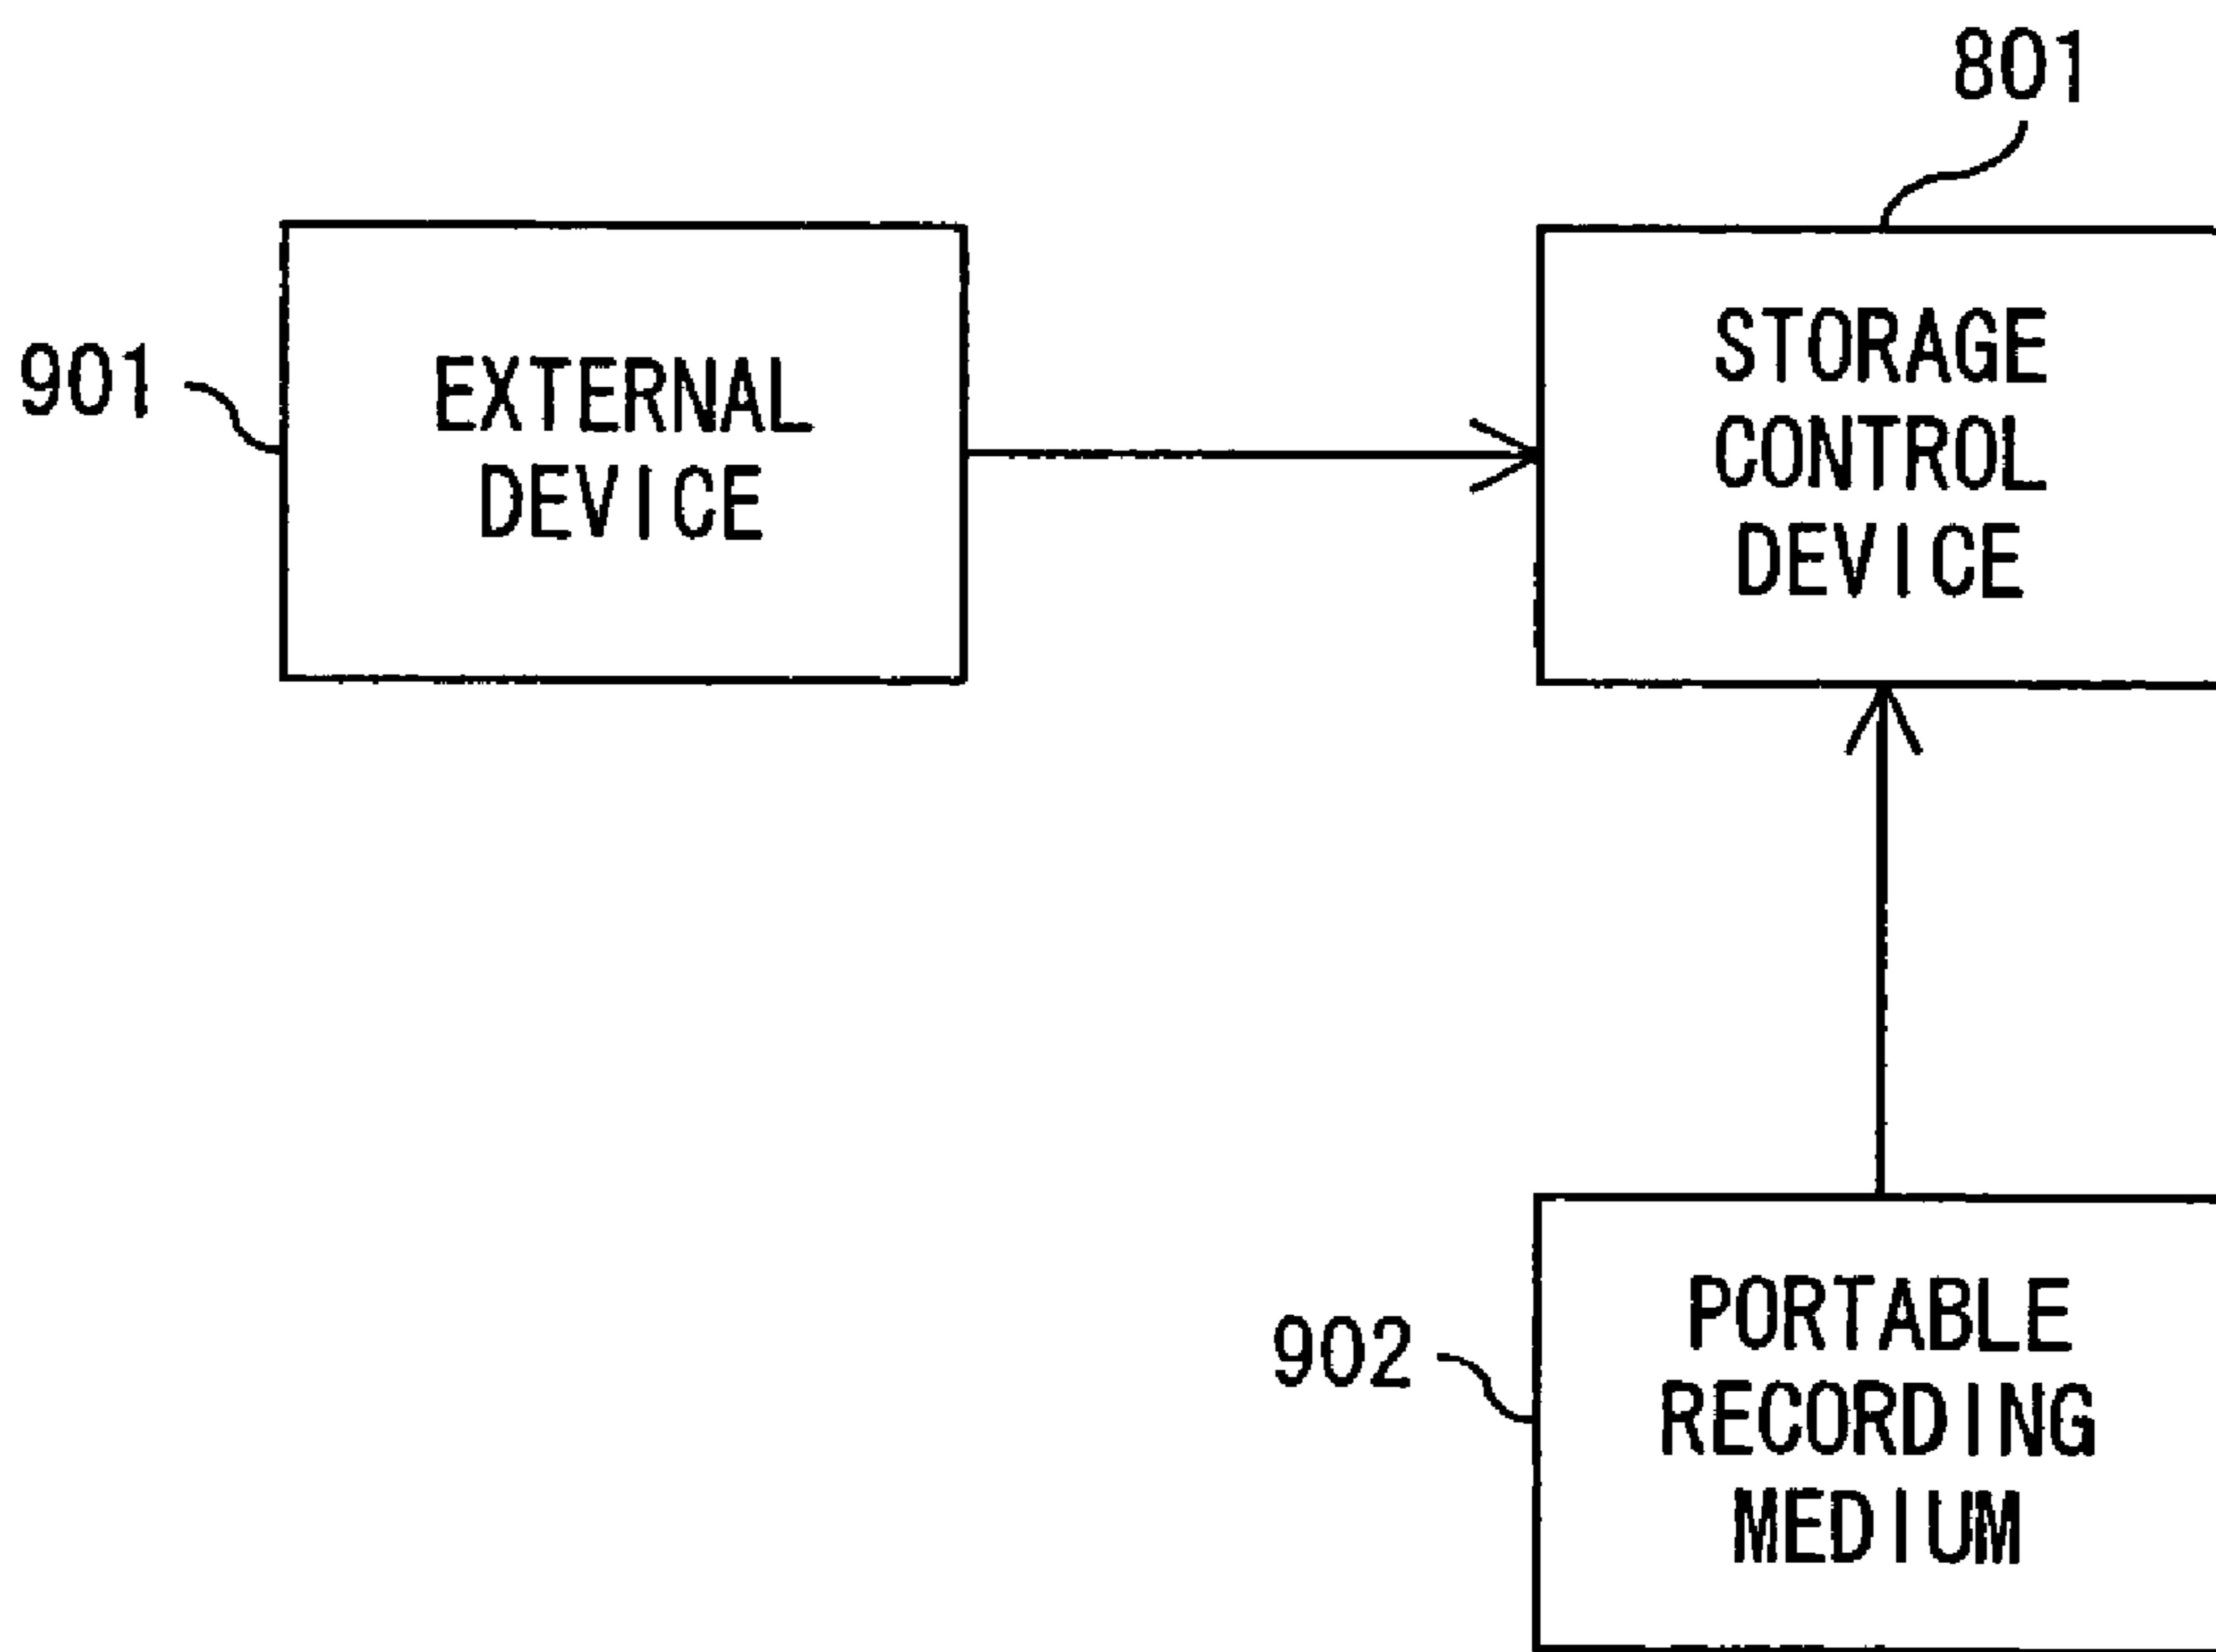 801
901
EXTERNAL
DEVICE
STORAGE
CONTROL
DEVICE
902
PORTABLE
RECORDING
MEDIUM